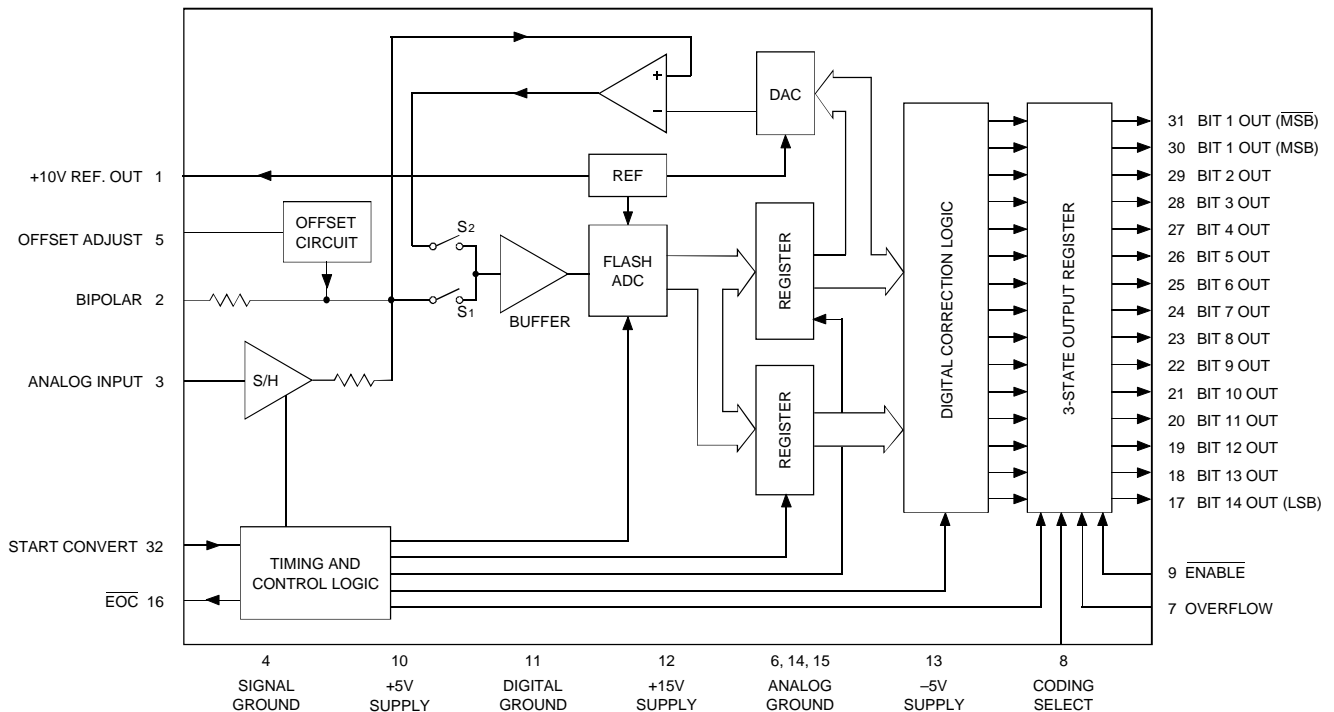 +
–
DAC
+10V REF. OUT 1
REF
OFFSET ADJUST 5
OFFSET
CIRCUIT
S2
BIPOLAR 2
S1
BUFFER
FLASH
ADC
REGISTER
ANALOG INPUT 3
S/H
REGISTER
DIGITAL CORRECTION LOGIC
3-STATE OUTPUT REGISTER
31 BIT 1 OUT (M̅S̅B̅)
30 BIT 1 OUT (MSB)
29 BIT 2 OUT
28 BIT 3 OUT
27 BIT 4 OUT
26 BIT 5 OUT
25 BIT 6 OUT
24 BIT 7 OUT
23 BIT 8 OUT
22 BIT 9 OUT
21 BIT 10 OUT
20 BIT 11 OUT
19 BIT 12 OUT
18 BIT 13 OUT
17 BIT 14 OUT (LSB)
START CONVERT 32
E̅O̅C̅ 16
TIMING AND
CONTROL LOGIC
9 E̅N̅A̅B̅L̅E̅
7 OVERFLOW
4
SIGNAL
GROUND
10
+5V
SUPPLY
11
DIGITAL
GROUND
12
+15V
SUPPLY
6, 14, 15
ANALOG
GROUND
13
–5V
SUPPLY
8
CODING
SELECT